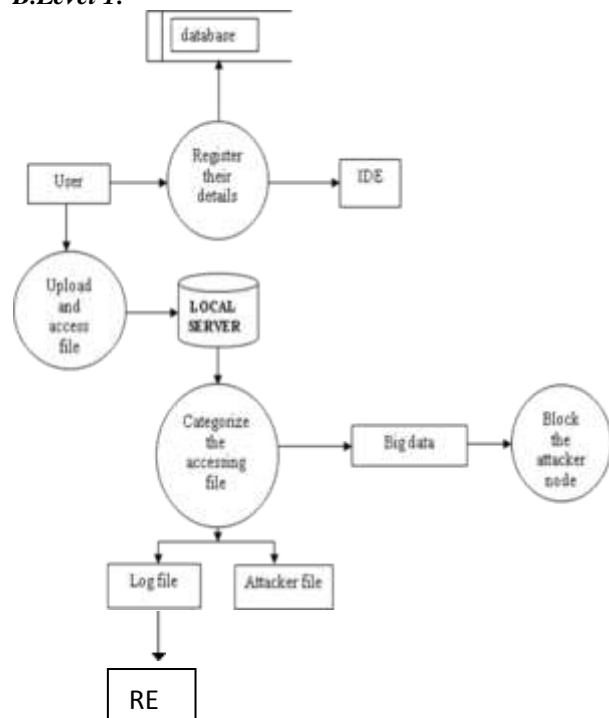 B.Level 1:
database
Register
their
details
User
IDE
Upload
and
access
file
LOCAL
SERVER
Categorize
the
accessing
file
Big data
Block
the
attacker
node
Log file
Attacker file
RE